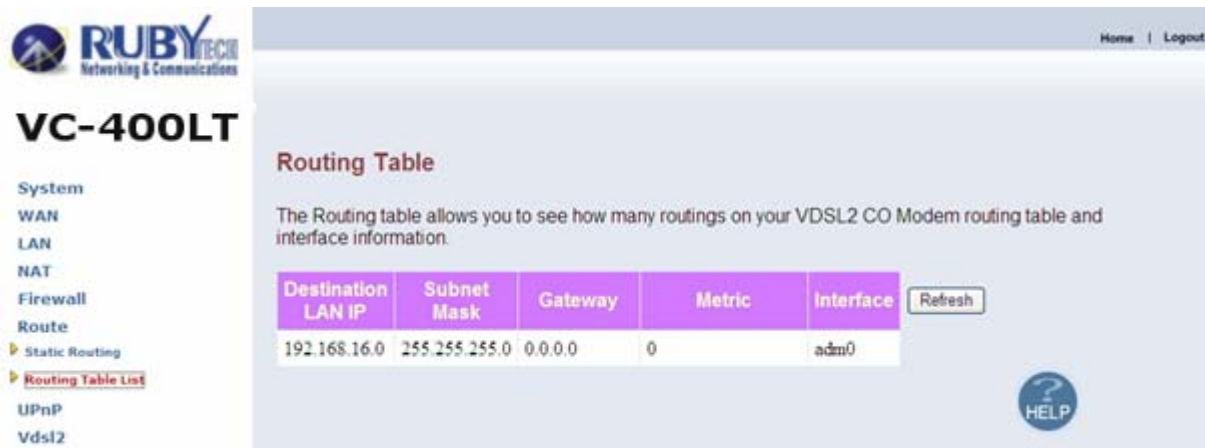 RUBYTECH
Networking & Communications
Home | Logout
VC-400LT
System
WAN
LAN
NAT
Firewall
Route
Static Routing
Routing Table List
UPnP
Vdsl2
Routing Table
The Routing table allows you to see how many routings on your VDSL2 CO Modem routing table and
interface information.
Destination LAN IP Subnet Mask Gateway Metric Interface Refresh
192.168.16.0 255.255.255.0 0.0.0.0 0 adm0
HELP